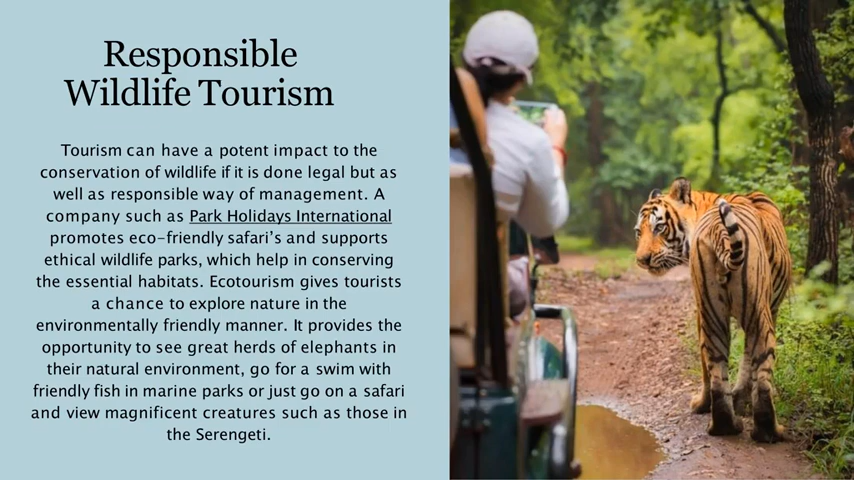 Responsible
Wildlife Tourism
Tourism can have a potent impact to the
conservation of wildlife if it is done legal but as
well as responsible way of management. A
company such as Park Holidays International
promotes eco-friendly safari's and supports
ethical wildlife parks, which help in conserving
the essential habitats. Ecotourism gives tourists
a chance to explore nature in the
environmentally friendly manner. It provides the
opportunity to see great herds of elephants in
their natural environment, go for a swim with
friendly fish in marine parks or just go on a safari
and view magnificent creatures such as those in
the Serengeti.